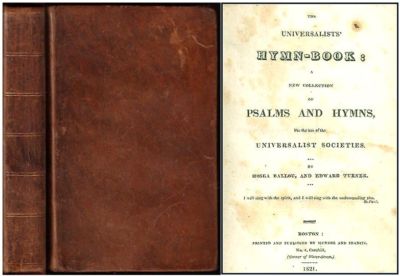 THE
UNIVERSALISTS'
HYMN-BOOK:
A
NEW COLLECTION
OF
PSALMS AND HYMNS,
For the use of the
UNIVERSALIST SOCIETIES.
BY
HOSEA BALLOU, AND EDWARD TURNER.
I will sing with the spirit, and I will sing with the understanding also.
St. Paul.
BOSTON:
PRINTED AND PUBLISHED BY MUNROE AND FRANCIS,
No. 4, Cornhill,
(Corner of Water-Street.)
1821.